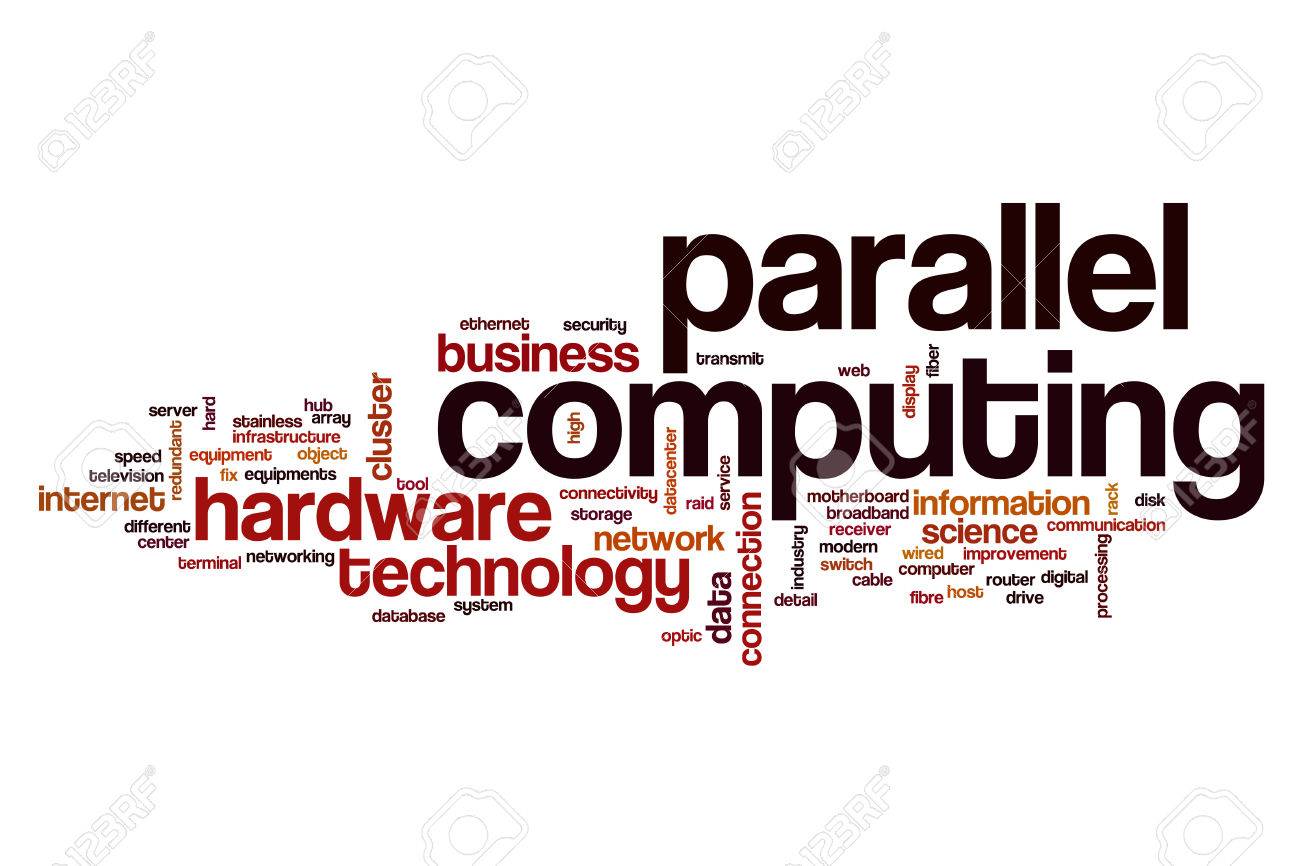 123RF
123RF
parallel
ethernet security
business
transmit
computing
web
display
fiber
high
datacenter
service
cluster
hub
array
hard
server
stainless
infrastructure
redundant
speed
equipment
object
television
fix
equipments
internet
hardware
tool
connectivity
raid
storage
network
connection
different
center
terminal
networking
technology
database
system
optic
data
motherboard
information
rack
disk
broadband
receiver
science
communication
industry
modern
wired
improvement
switch
computer
processing
cable
router
digital
detail
fibre
host
drive
123RF
123RF